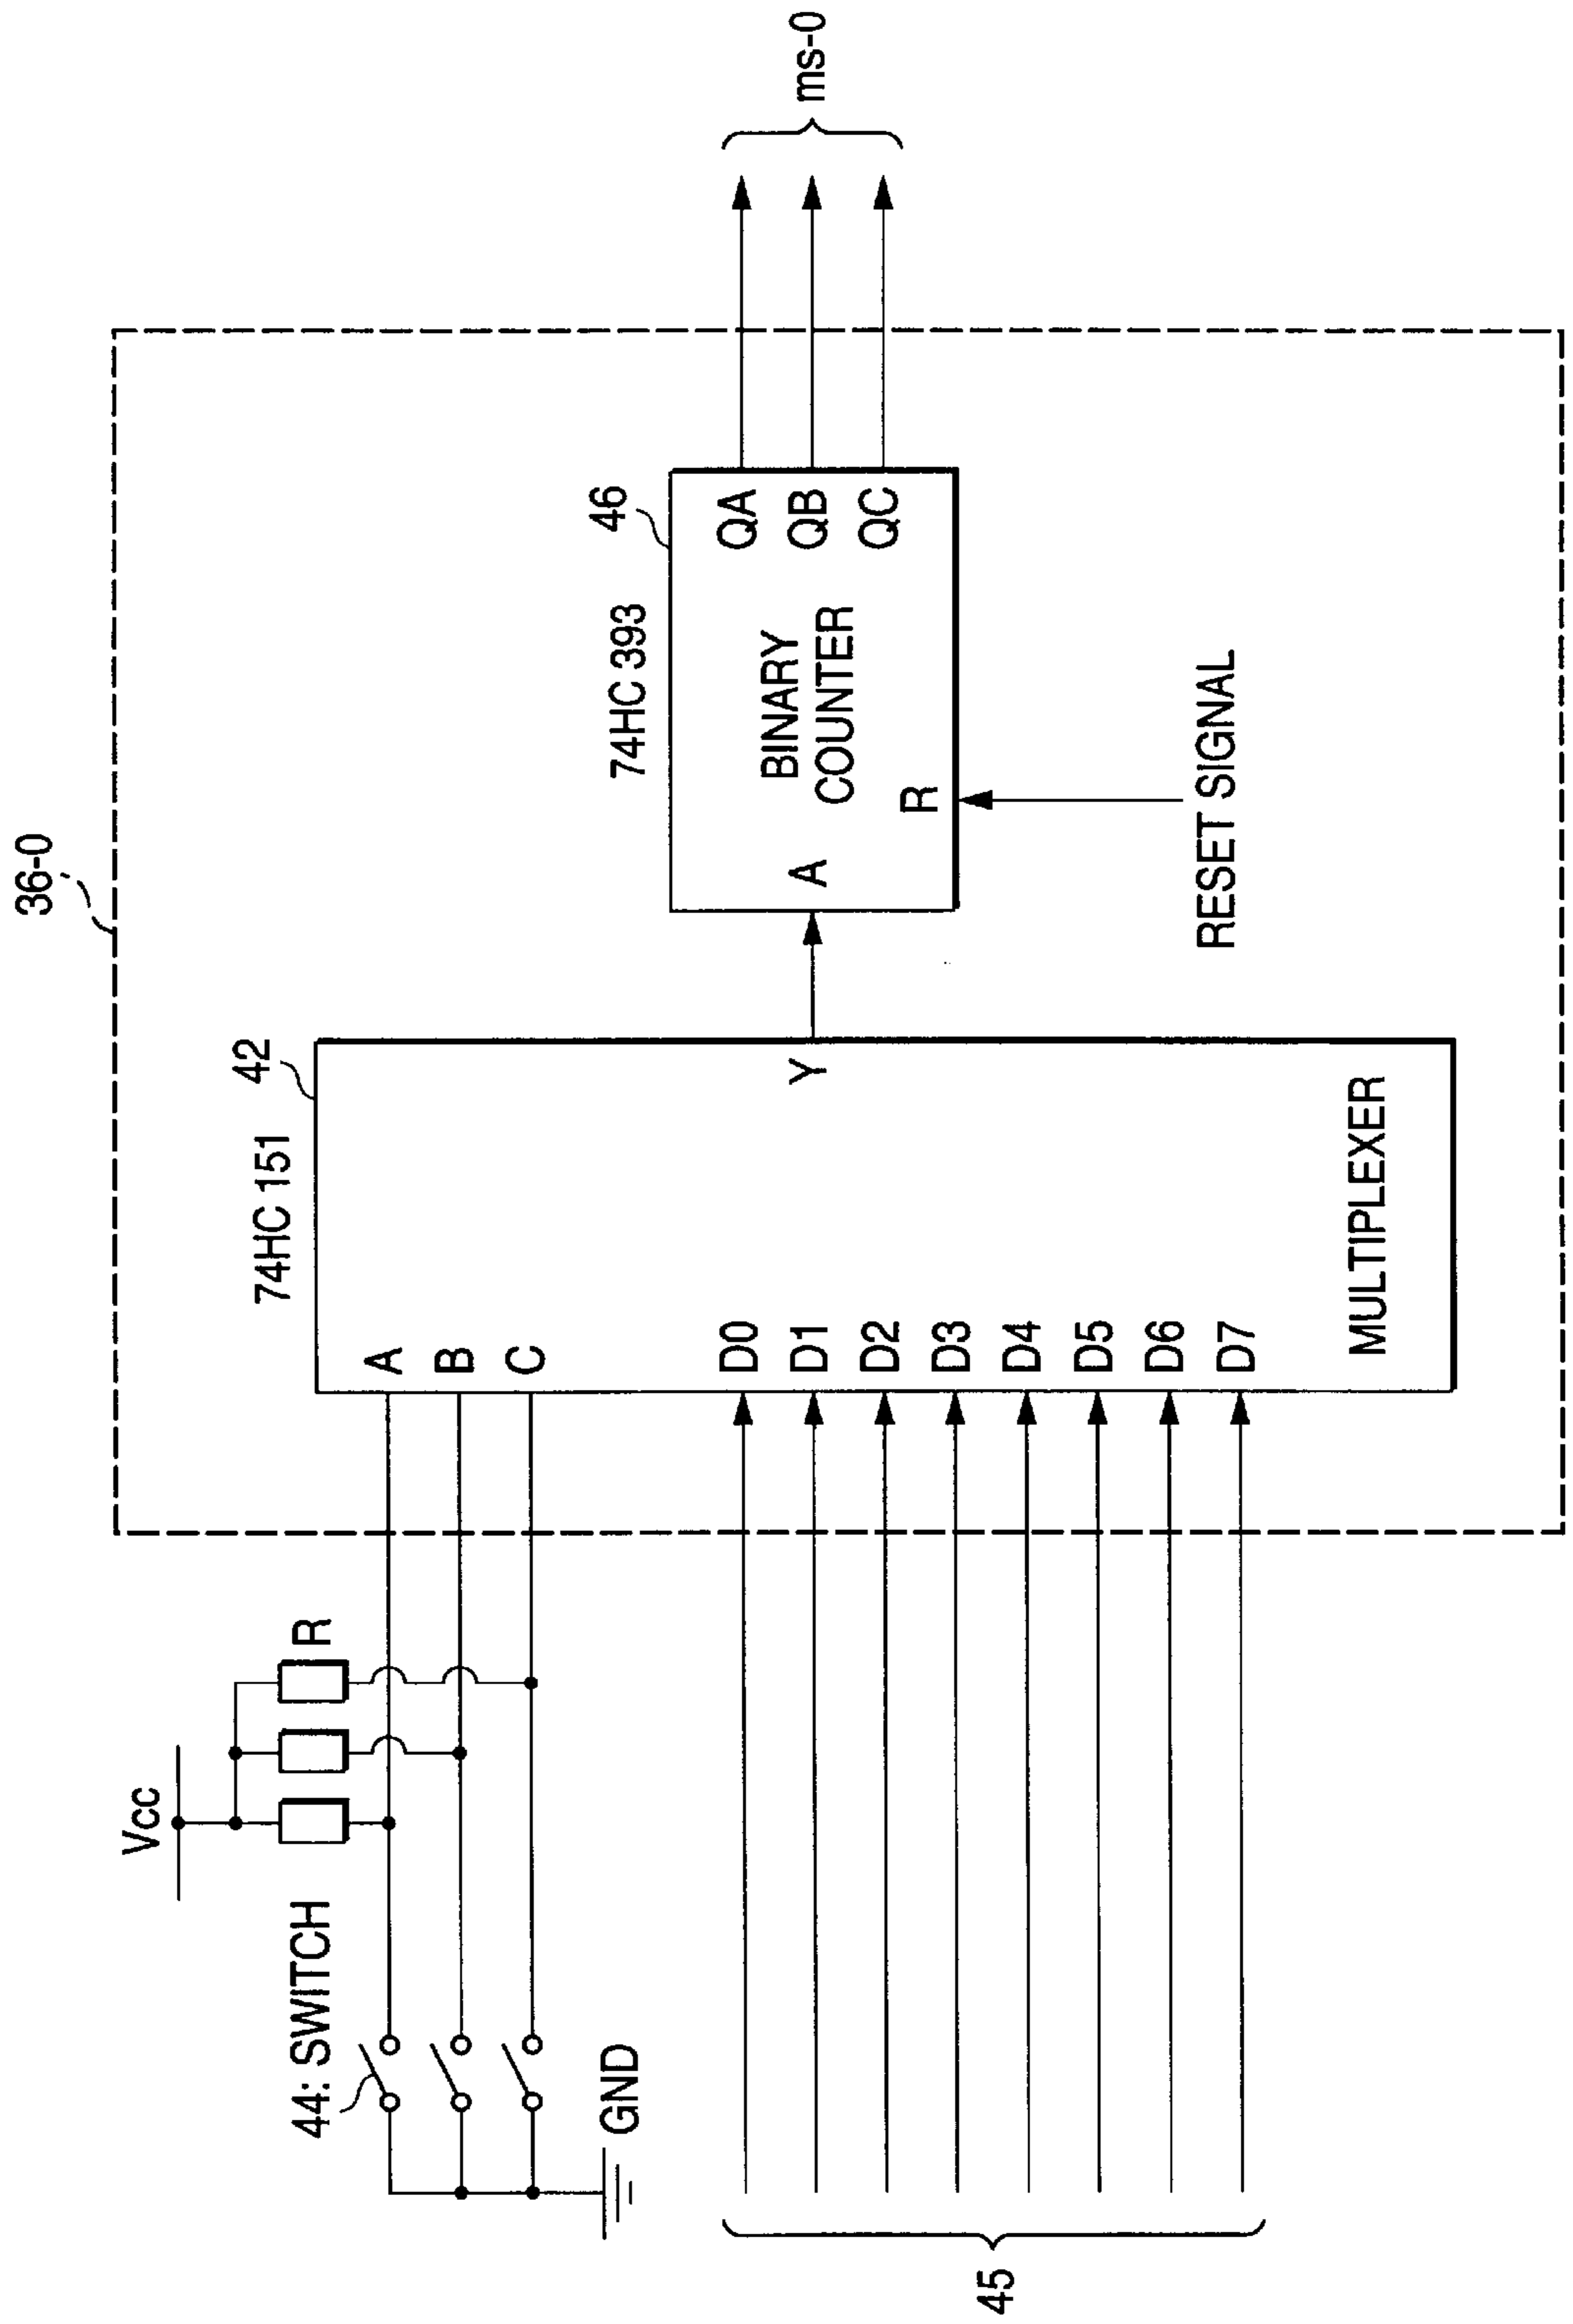 36-0
Vcc
R
44: SWITCH
GND
45
74HC 151
42
A
B
C
D0
D1
D2
D3
D4
D5
D6
D7
Y
MULTIPLEXER
74HC 393
46
A
BINARY
COUNTER
R
QA
QB
QC
RESET SIGNAL
ms-0